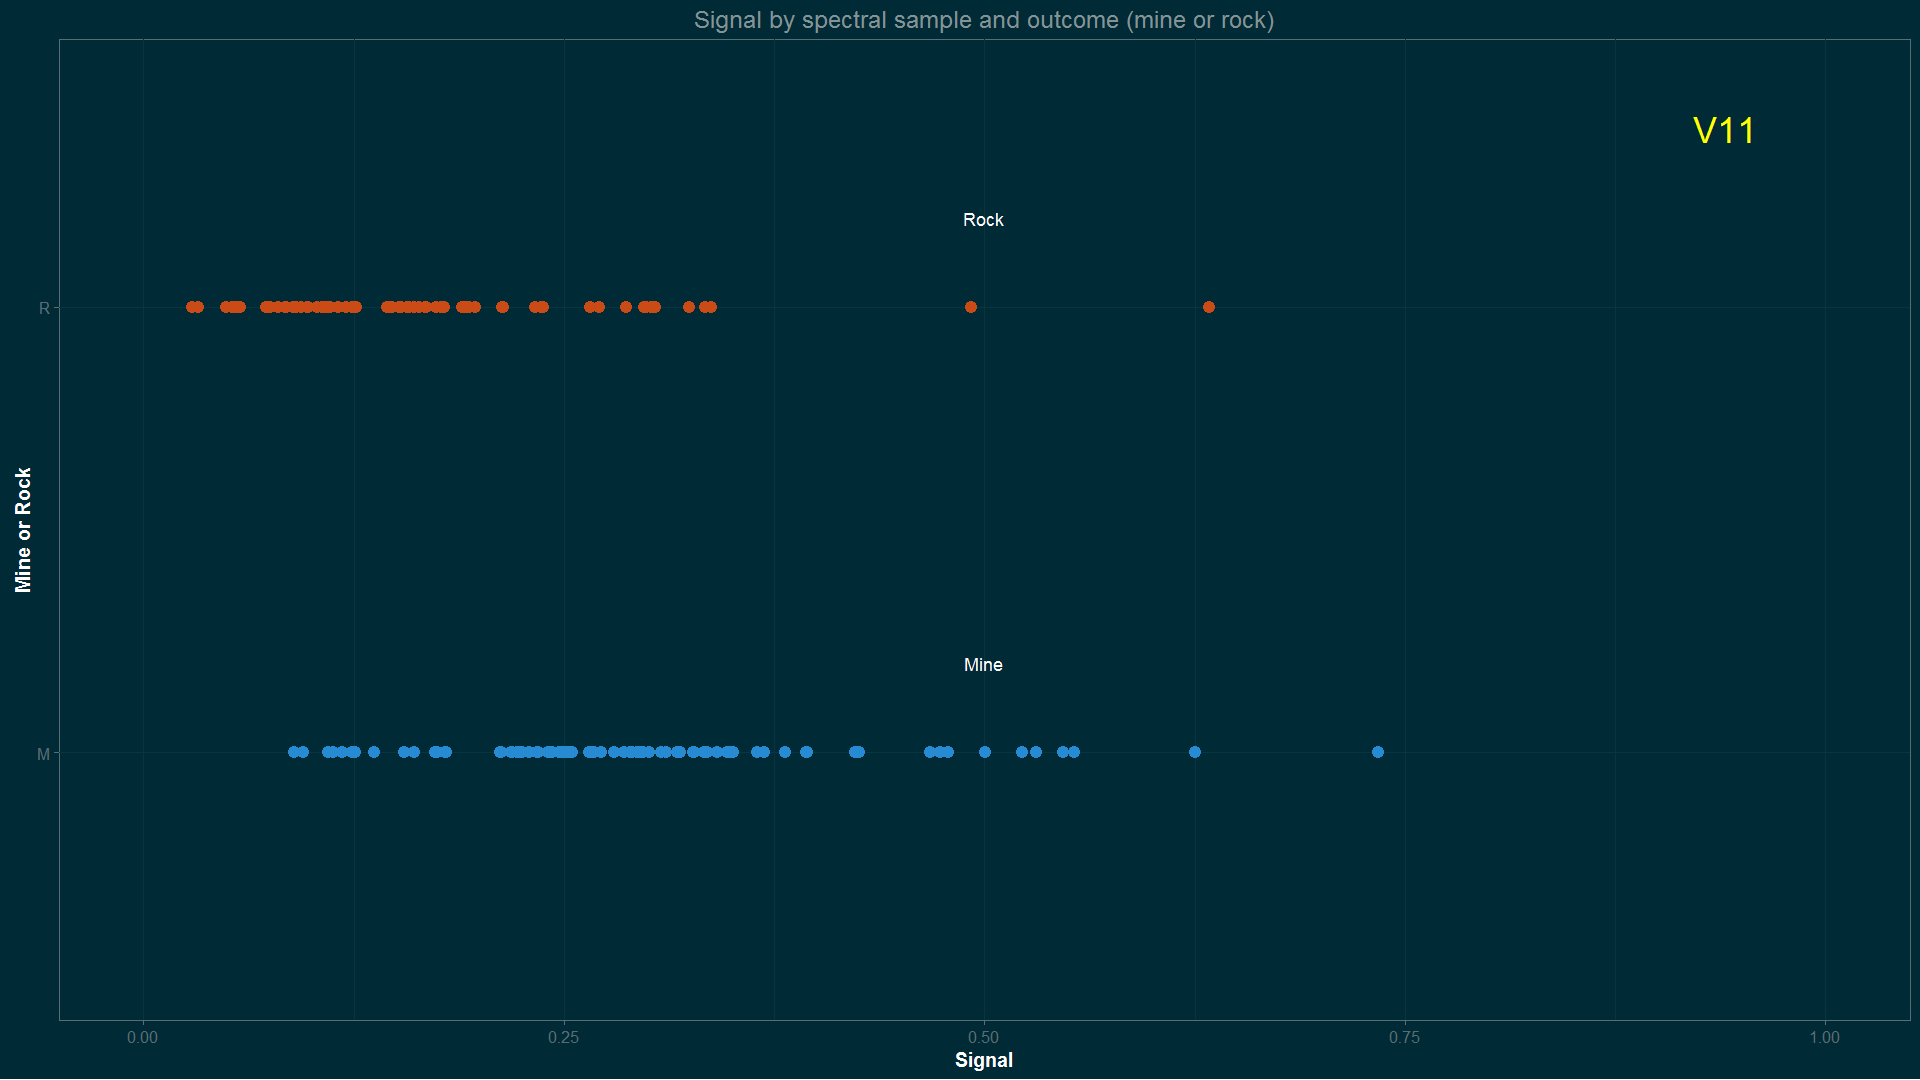 Signal by spectral sample and outcome (mine or rock)
V11
Rock
R
Mine or Rock
Mine
M
0.00 0.25 0.50 0.75 1.00
Signal